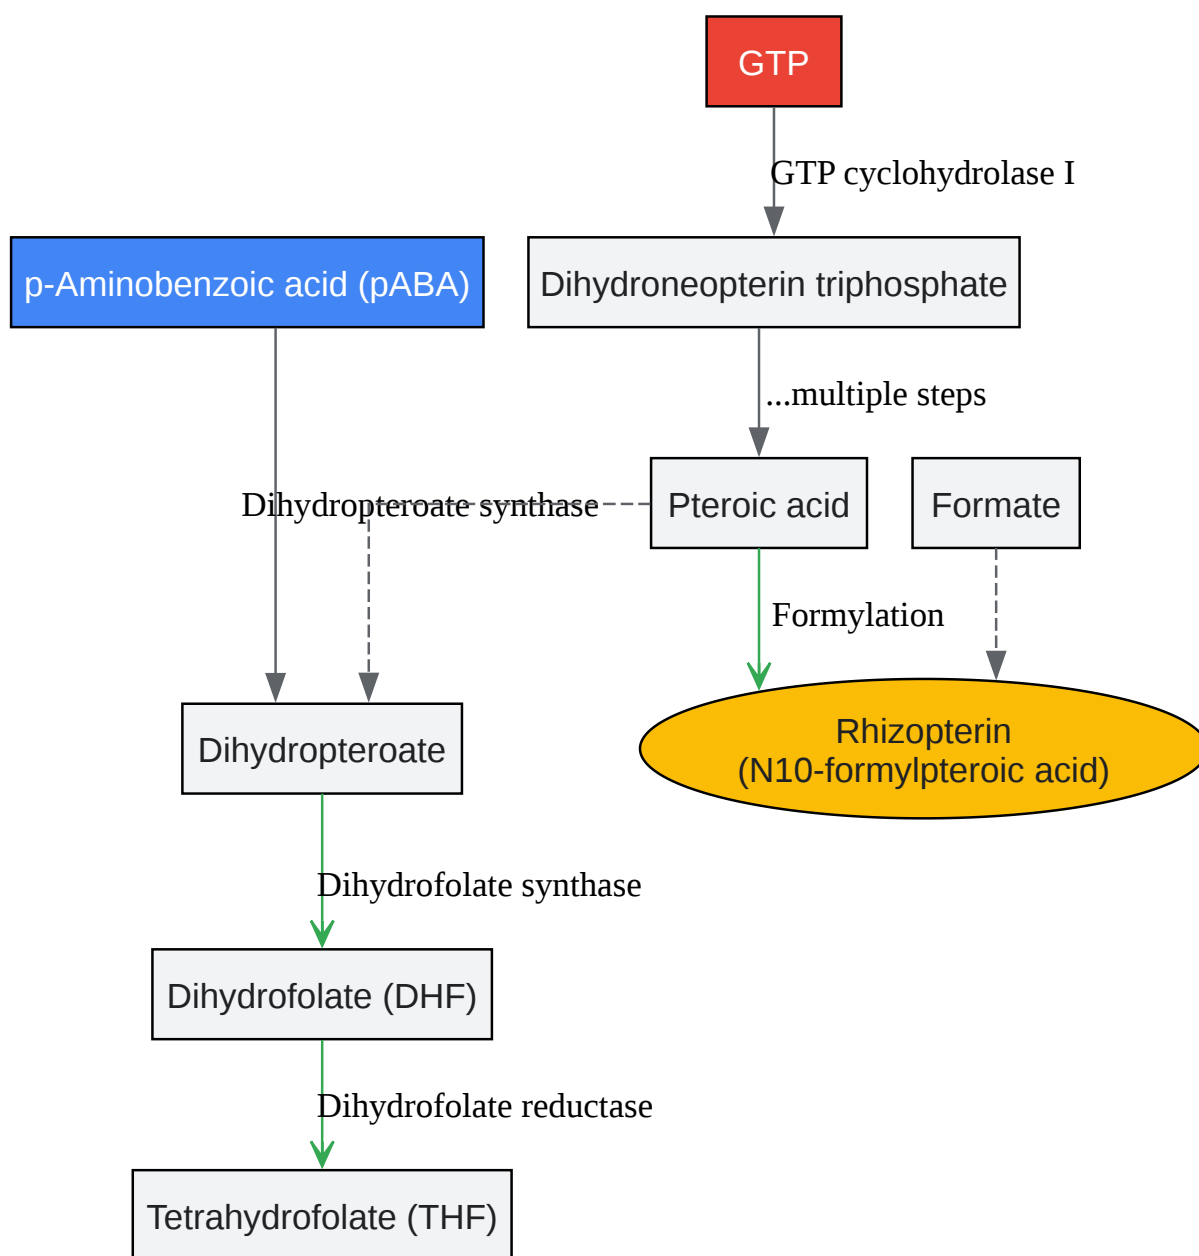 GTP
GTP cyclohydrolase I
p-Aminobenzoic acid (pABA)
Dihydroneopterin triphosphate
...multiple steps
Dihydropteroate synthase
Pteroic acid
Formate
Formylation
Rhizopterin
(N10-formylpteroic acid)
Dihydropteroate
Dihydrofolate synthase
Dihydrofolate (DHF)
Dihydrofolate reductase
Tetrahydrofolate (THF)